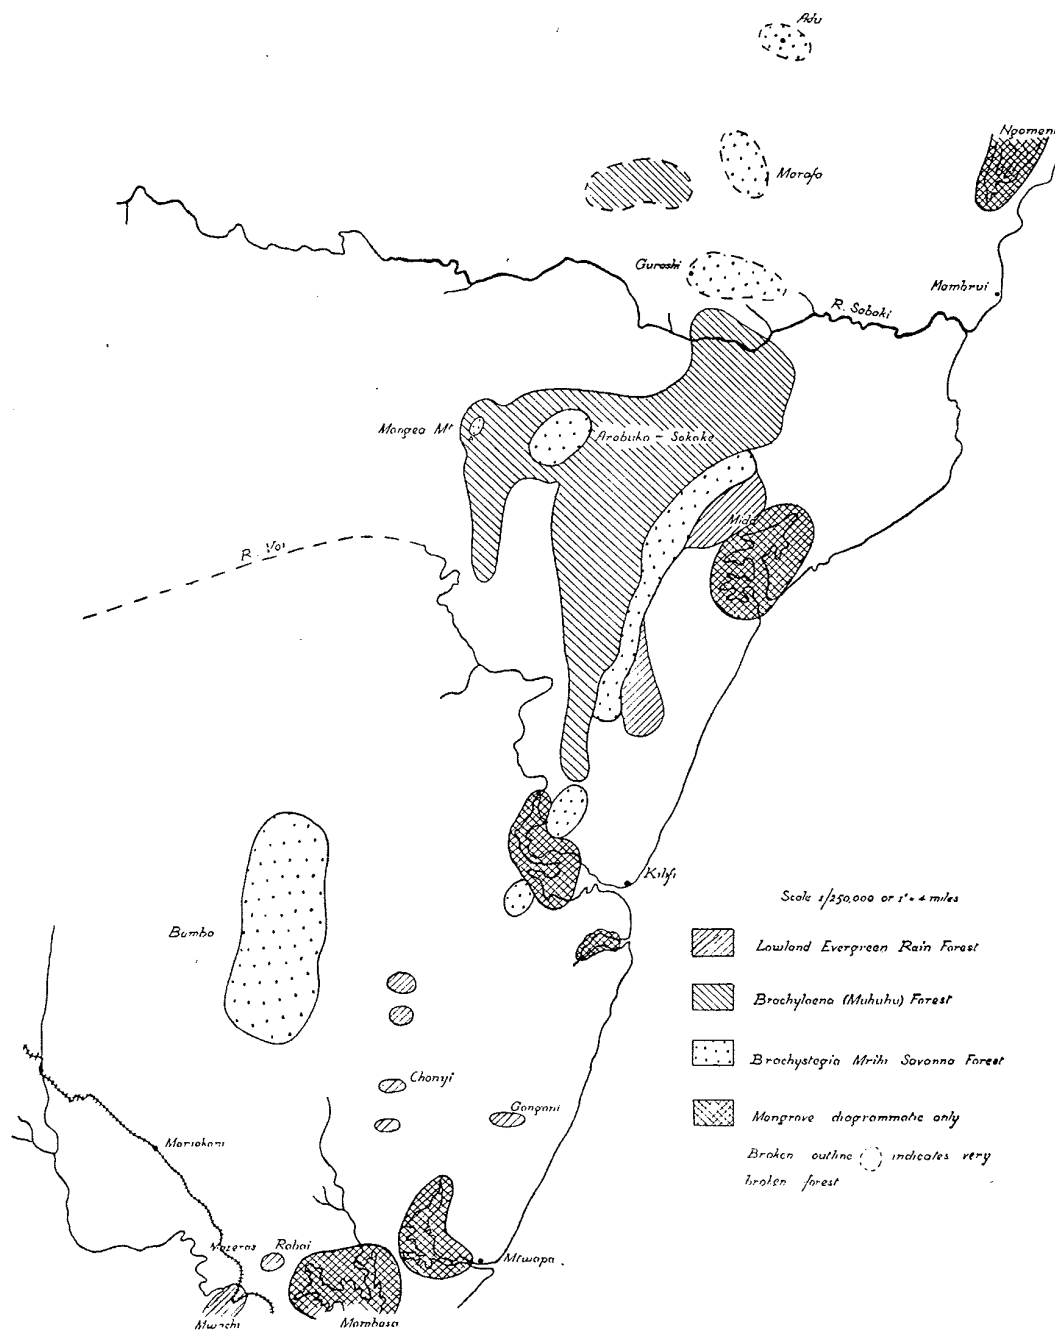 Adu
Ngomeni
Marafa
Gurashi
Mambrui
R. Sabaki
Mangea Mt
Arabuko - Sokoke
Mida
R. Voi
Kilifi
Scale 1/250,000 or 1" = 4 miles
Bamba
Lowland Evergreen Rain Forest
Brachylaena (Muhuhu) Forest
Brachystegia Mrihi Savanna Forest
Chonyi
Gongoni
Mangrove diagrammatic only
Mariakani
Broken outline indicates very
broken forest
Mazeras
Rabai
Mtwapa
Mwachi
Mombasa